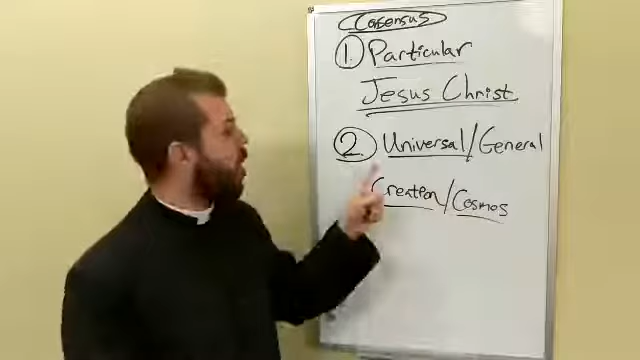 Consensus
1. Particular
Jesus Christ
2 Universal/General
Creation/Cosmos